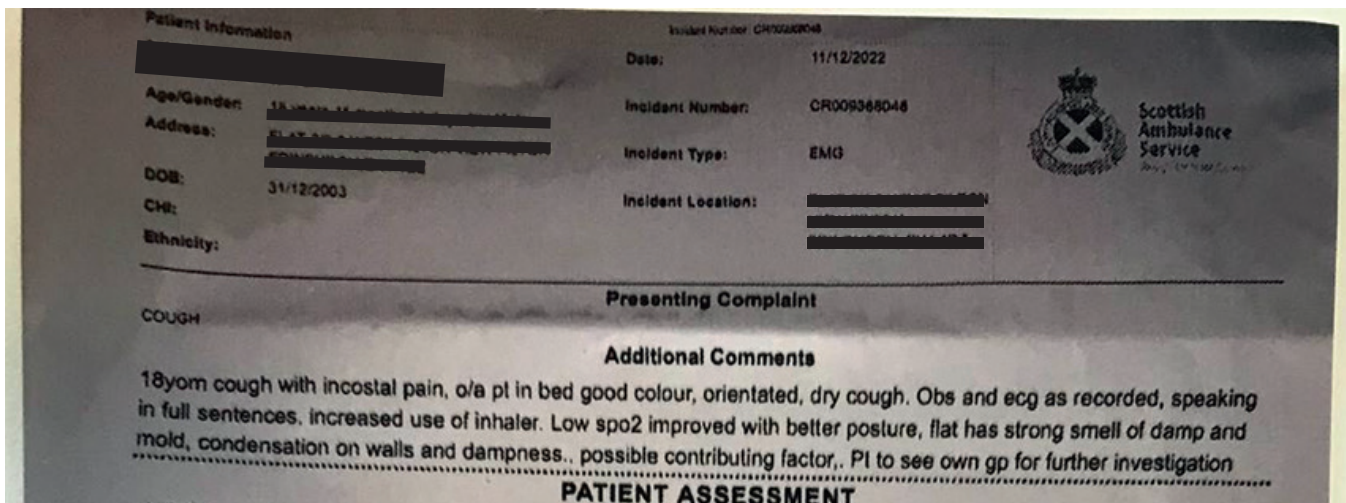 Patient Information
Incident Number: CR009368046
Date: 11/12/2022
Age/Gender:
Incident Number: CR009368046
Address:
Incident Type: EMG
DOB: 31/12/2003
Incident Location:
CHI:
Ethnicity:
Scottish
Ambulance
Service
Presenting Complaint
COUGH
Additional Comments
18yom cough with incostal pain, o/a pt in bed good colour, orientated, dry cough. Obs and ecg as recorded, speaking
in full sentences. increased use of inhaler. Low spo2 improved with better posture, flat has strong smell of damp and
mold, condensation on walls and dampness.. possible contributing factor,. Pt to see own gp for further investigation
PATIENT ASSESSMENT